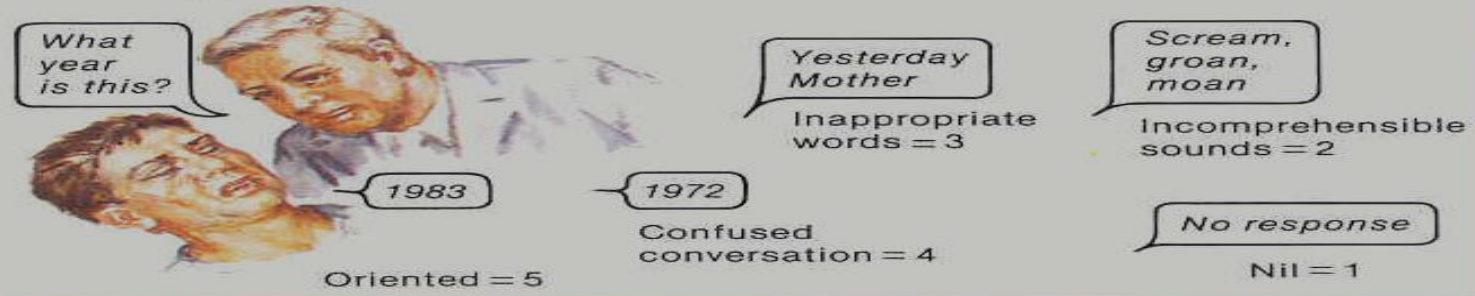 What
year
is this?
1983
Oriented = 5
1972
Confused
conversation = 4
Yesterday
Mother
Inappropriate
words = 3
Scream,
groan,
moan
Incomprehensible
sounds = 2
No response
Nil = 1